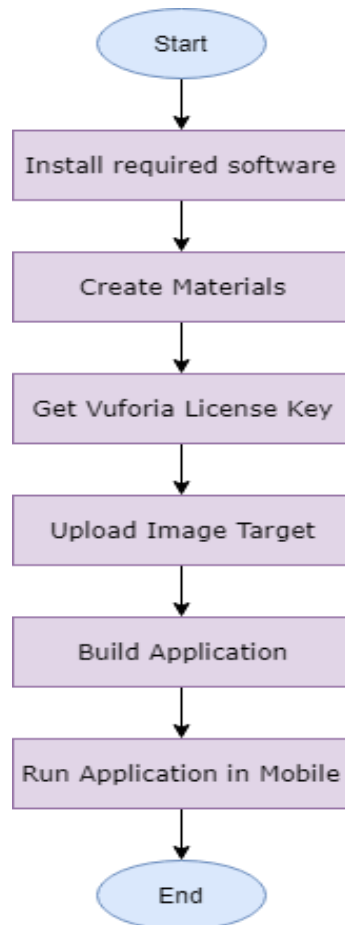 Start
Install required software
Create Materials
Get Vuforia License Key
Upload Image Target
Build Application
Run Application in Mobile
End